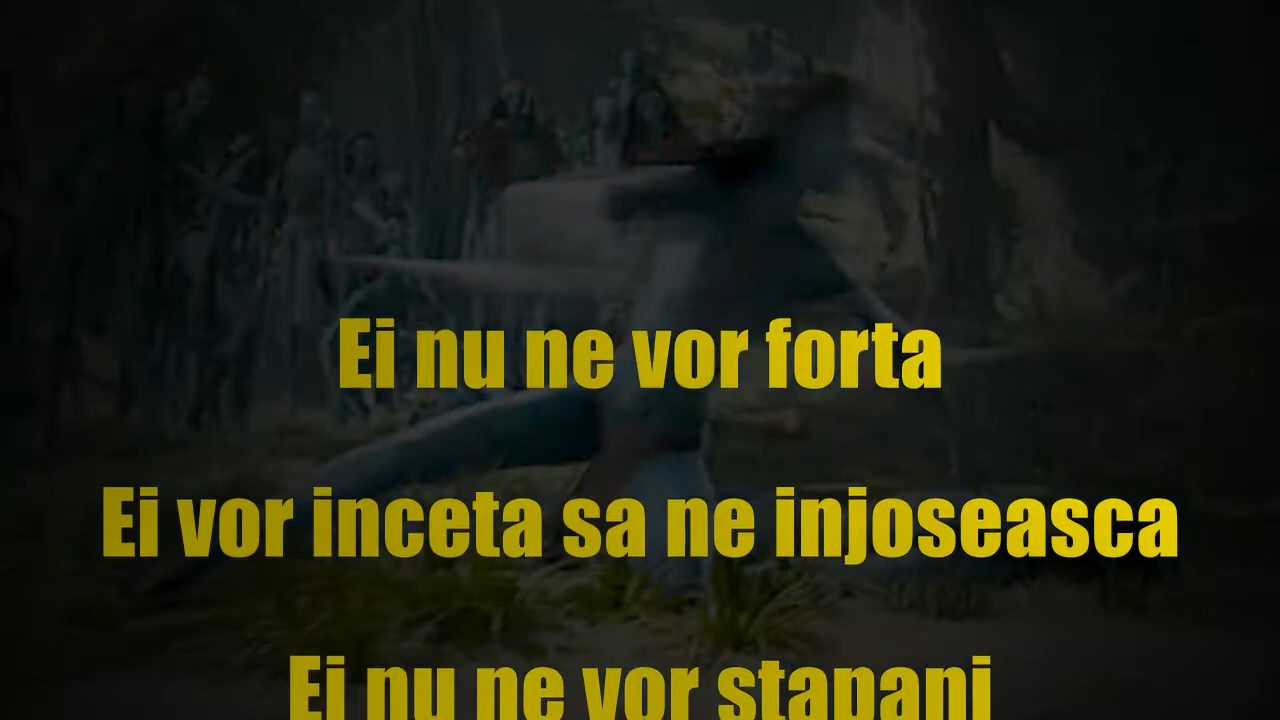 Ei nu ne vor forta
Ei vor inceta sa ne injoseasca
Ei nu ne vor stapani